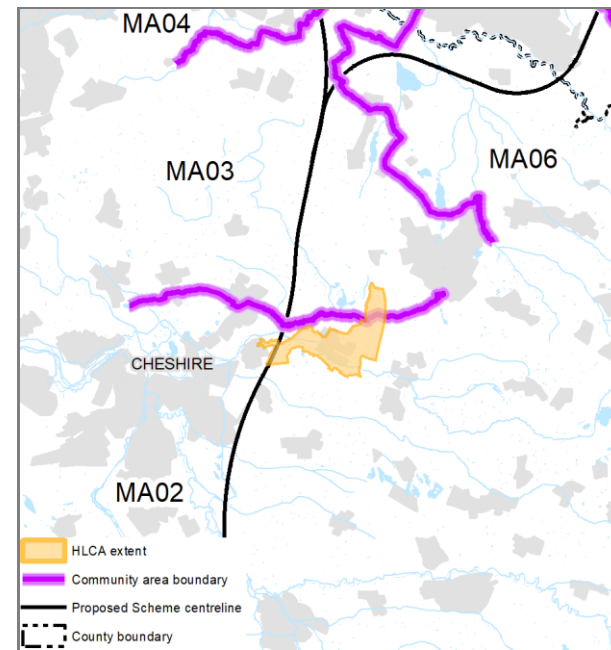 MA04
MA03
MA06
CHESHIRE
MA02
HLCA extent
Community area boundary
Proposed Scheme centreline
County boundary